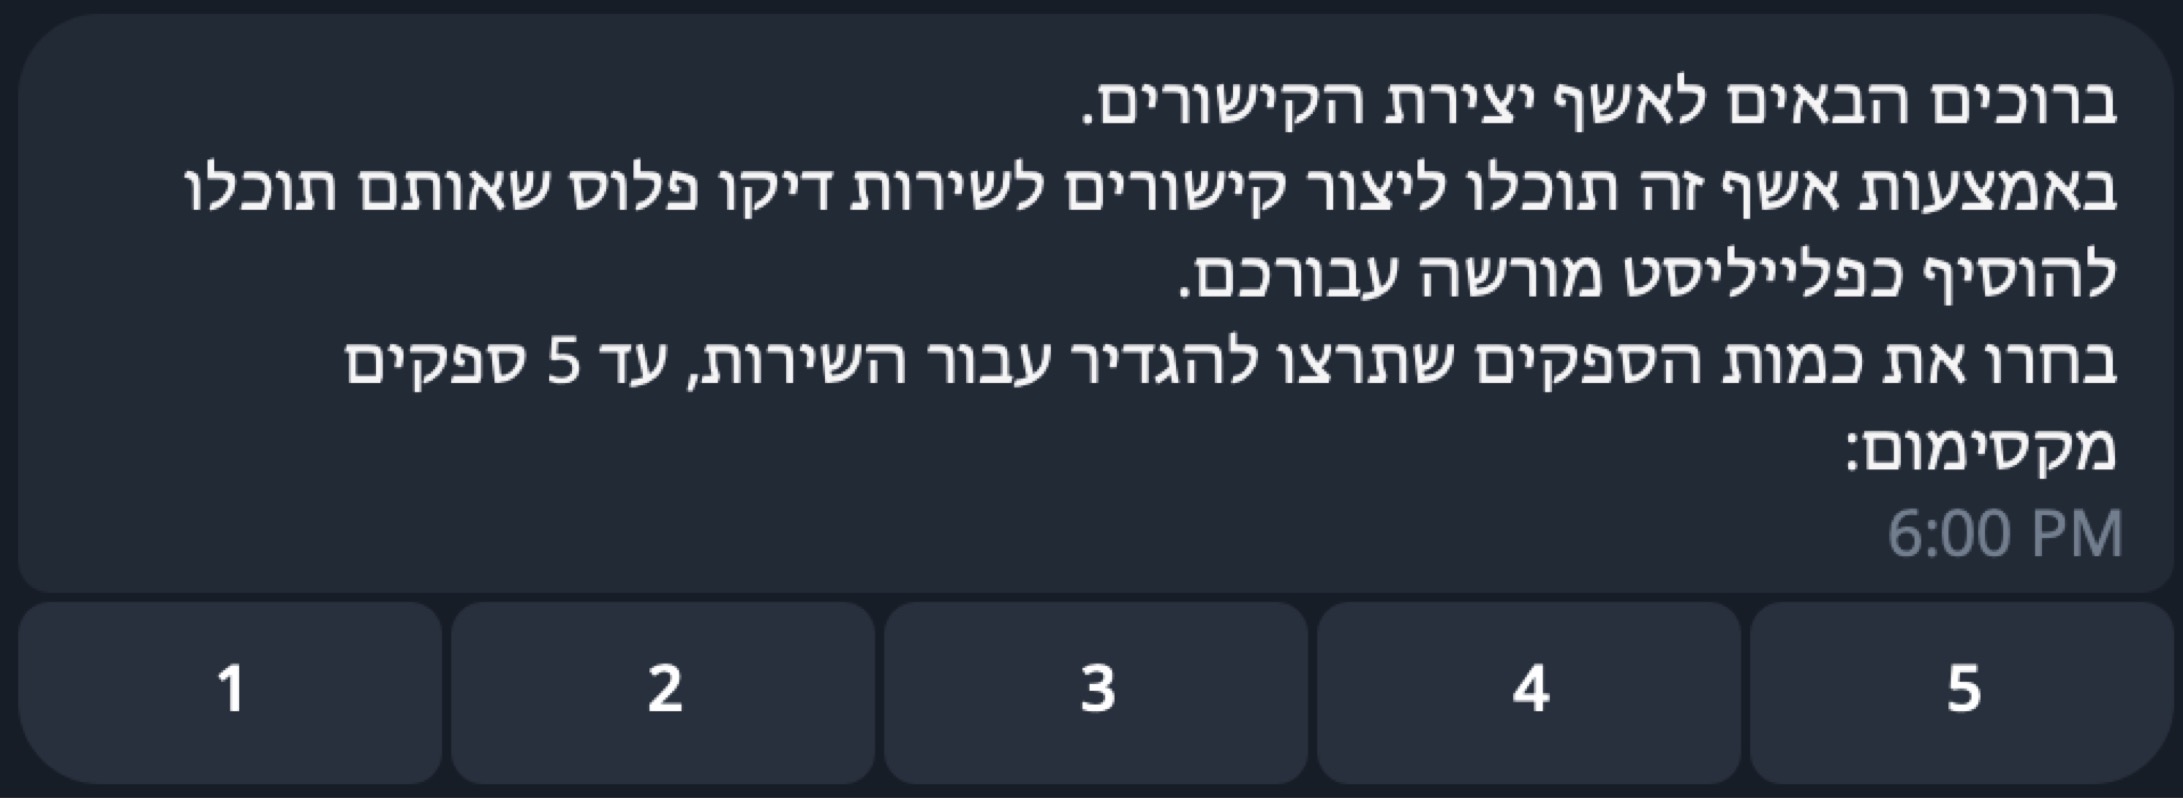 ברוכים הבאים לאשף יצירת הקישורים.
באמצעות אשף זה תוכלו ליצור קישורים לשירות דיקו פלוס שאותם תוכלו
להוסיף כפלייליסט מורשה עבורכם.
בחרו את כמות הספקים שתרצו להגדיר עבור השירות, עד 5 ספקים
מקסימום:
6:00 PM
1 2 3 4 5